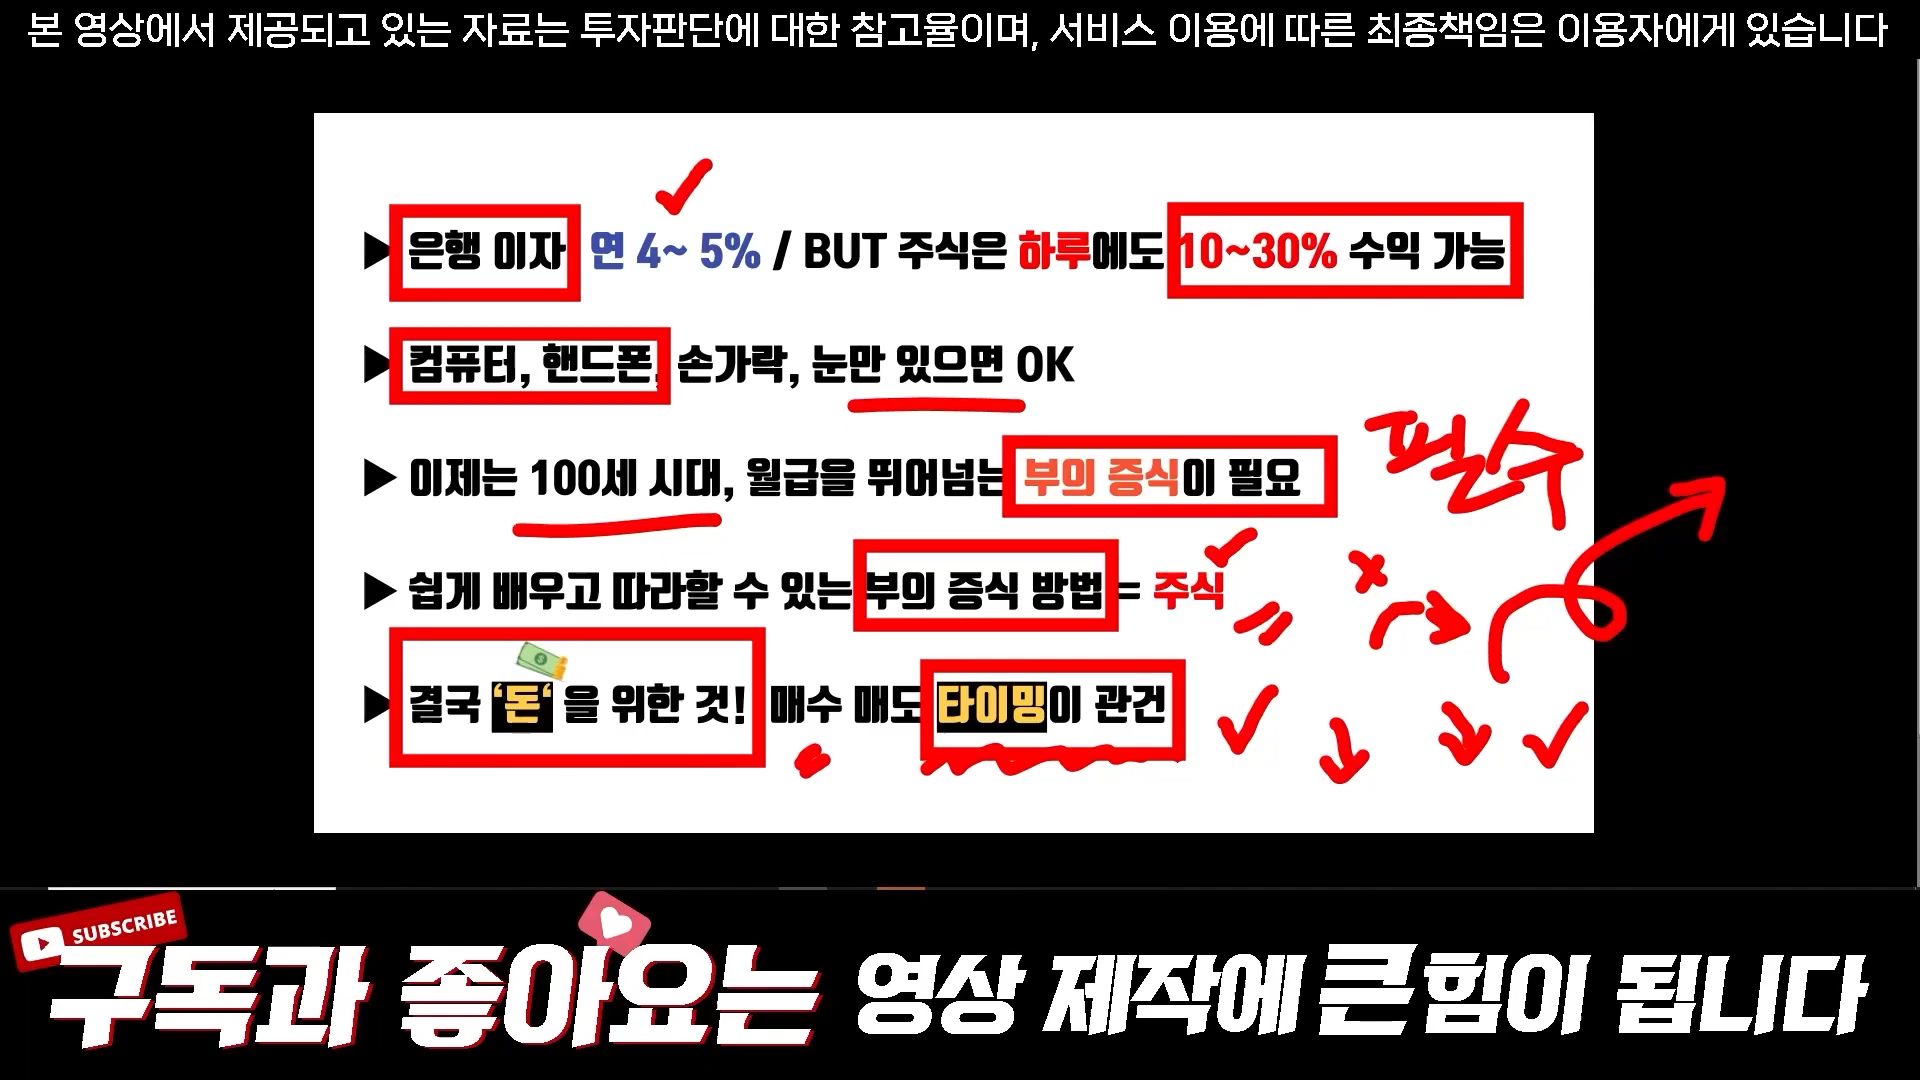 본 영상에서 제공되고 있는 자료는 투자판단에 대한 참고율이며, 서비스 이용에 따른 최종책임은 이용자에게 있습니다
▶ 은행 이자 연 4~ 5% / BUT 주식은 하루에도 10~30% 수익 가능
▶ 컴퓨터, 핸드폰, 손가락, 눈만 있으면 OK
▶ 이제는 100세 시대, 월급을 뛰어넘는 부의 증식이 필요
필수
▶ 쉽게 배우고 따라할 수 있는 부의 증식 방법 = 주식
▶ 결국 ‘돈‘ 을 위한 것! 매수 매도 타이밍이 관건
SUBSCRIBE
구독과 좋아요는 영상 제작에 큰 힘이 됩니다